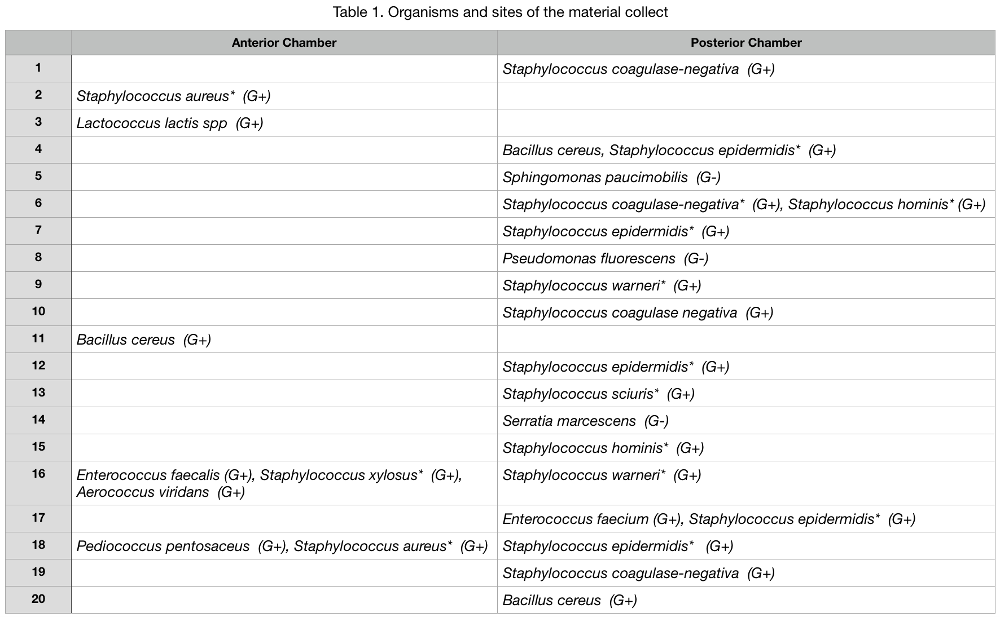 Table 1. Organisms and sites of the material collect
Anterior Chamber Posterior Chamber
1 Staphylococcus coagulase-negativa (G+)
2 Staphylococcus aureus* (G+)
3 Lactococcus lactis spp (G+)
4 Bacillus cereus, Staphylococcus epidermidis* (G+)
5 Sphingomonas paucimobilis (G-)
6 Staphylococcus coagulase-negativa* (G+), Staphylococcus hominis* (G+)
7 Staphylococcus epidermidis* (G+)
8 Pseudomonas fluorescens (G-)
9 Staphylococcus warneri* (G+)
10 Staphylococcus coagulase negativa (G+)
11 Bacillus cereus (G+)
12 Staphylococcus epidermidis* (G+)
13 Staphylococcus sciuris* (G+)
14 Serratia marcescens (G-)
15 Staphylococcus hominis* (G+)
16 Enterococcus faecalis (G+), Staphylococcus xylosus* (G+), Staphylococcus warneri* (G+)
Aerococcus viridans (G+)
17 Enterococcus faecium (G+), Staphylococcus epidermidis* (G+)
18 Pediococcus pentosaceus (G+), Staphylococcus aureus* (G+) Staphylococcus epidermidis* (G+)
19 Staphylococcus coagulase-negativa (G+)
20 Bacillus cereus (G+)